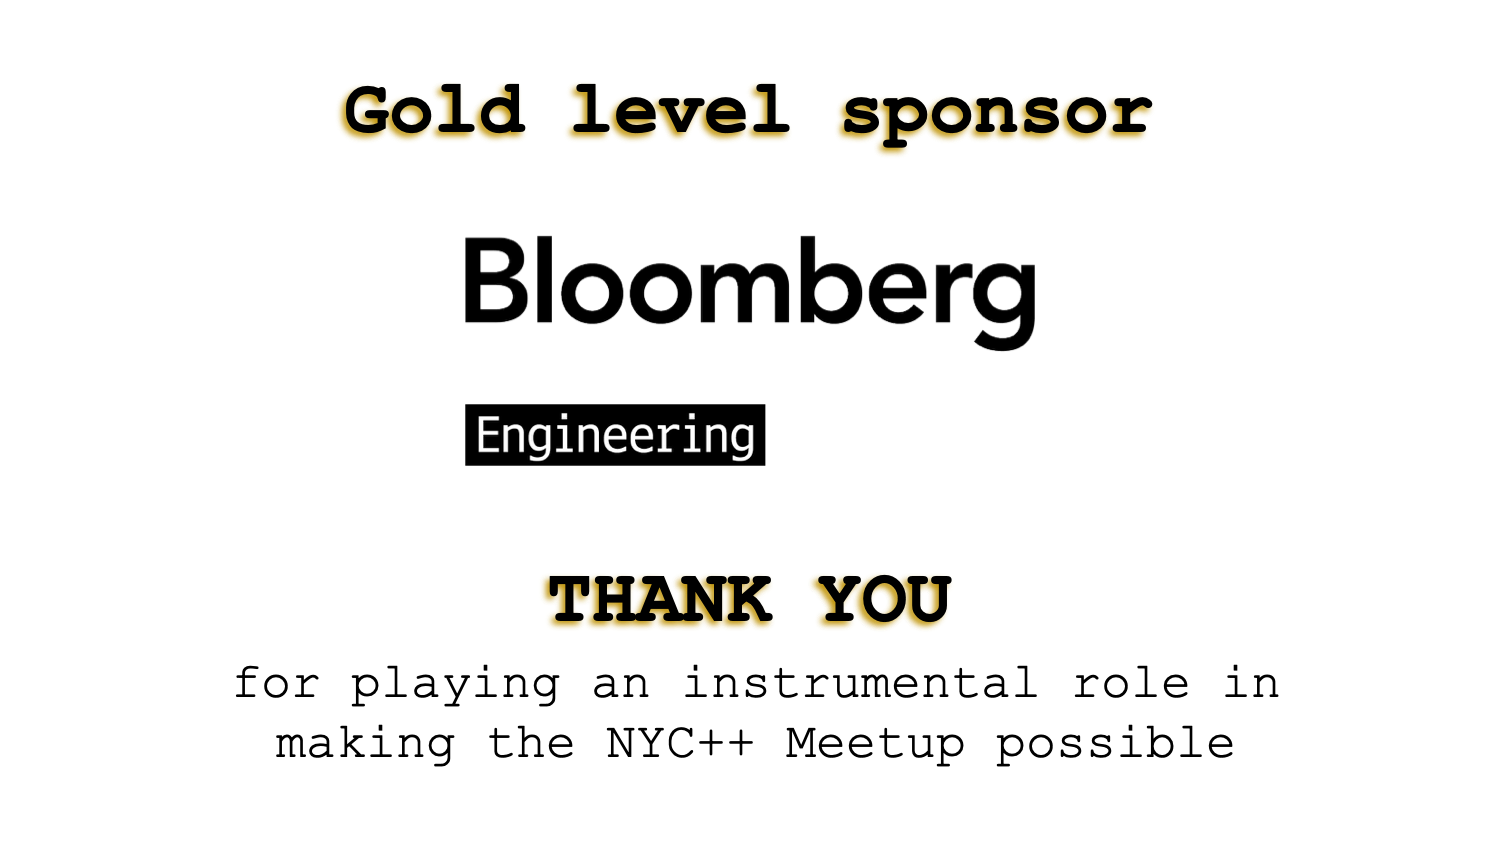 Gold level sponsor
Bloomberg
Engineering
THANK YOU
for playing an instrumental role in
making the NYC++ Meetup possible